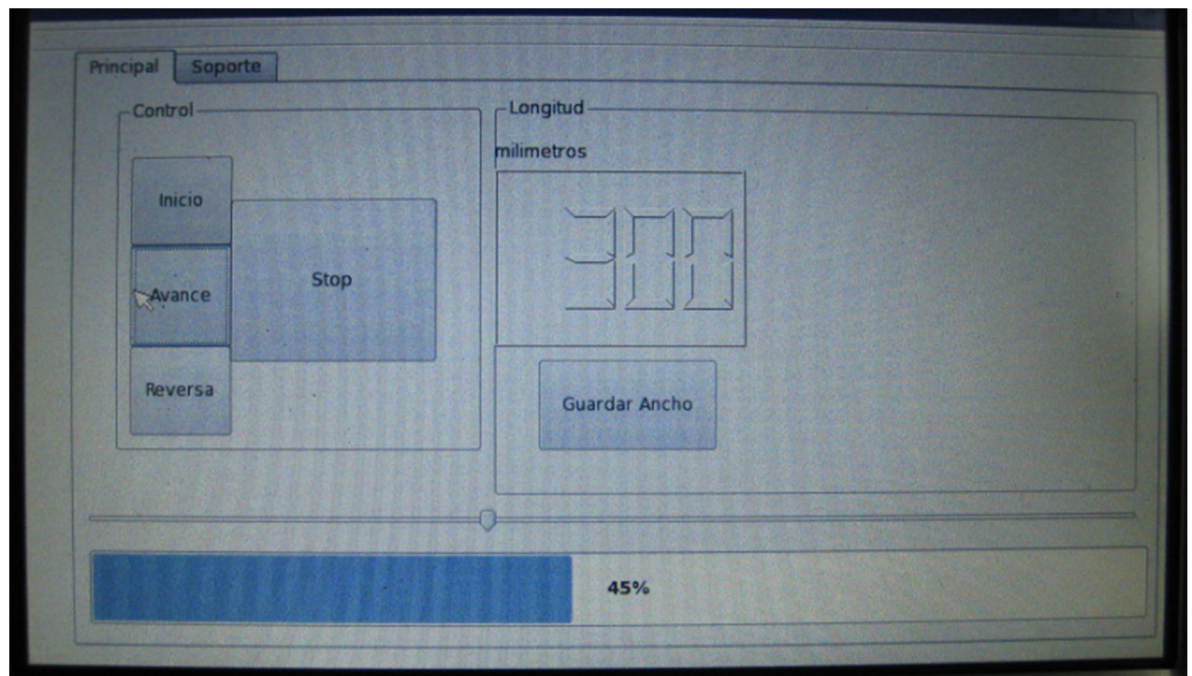 Principal Soporte
Control
Inicio
Avance
Stop
Reversa
Longitud
milimetros
300
Guardar Ancho
45%